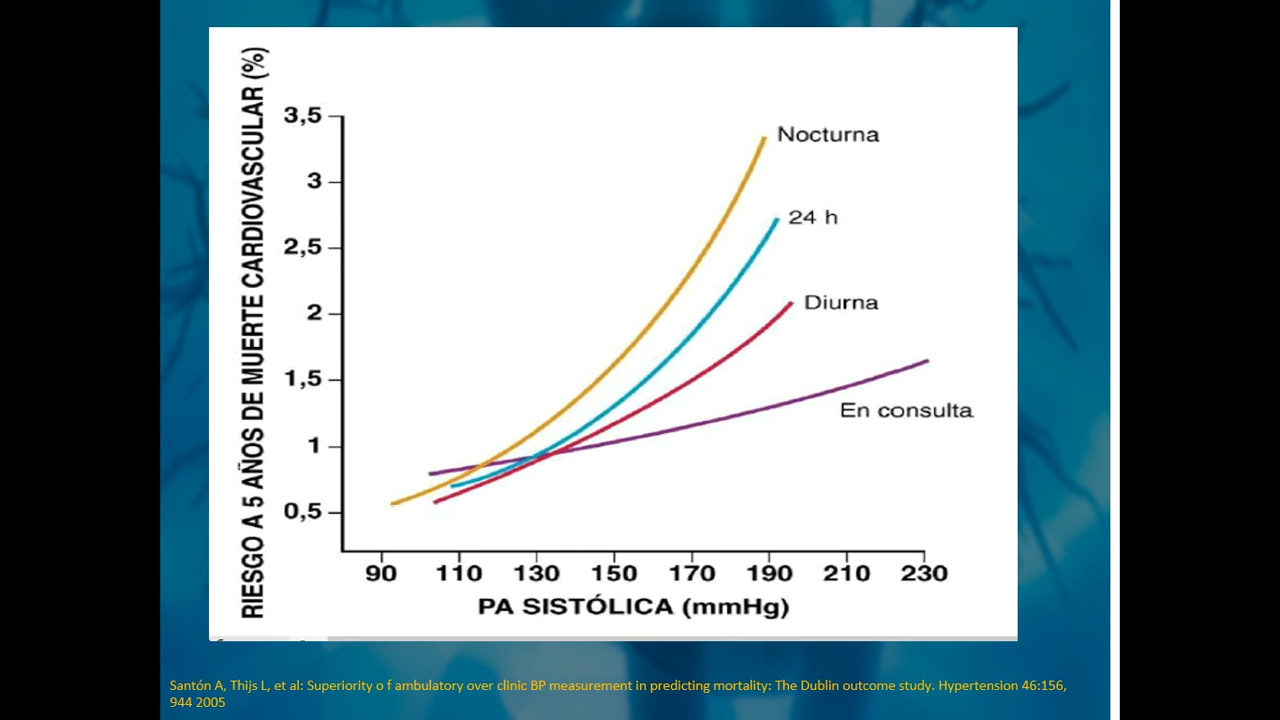 RIESGO A 5 AÑOS DE MUERTE CARDIOVASCULAR (%)
3,5
3
2,5
2
1,5
1
0,5
Nocturna
24 h
Diurna
En consulta
90 110 130 150 170 190 210 230
PA SISTÓLICA (mmHg)
Santón A, Thijs L, et al: Superiority o f ambulatory over clinic BP measurement in predicting mortality: The Dublin outcome study. Hypertension 46:156,
944 2005